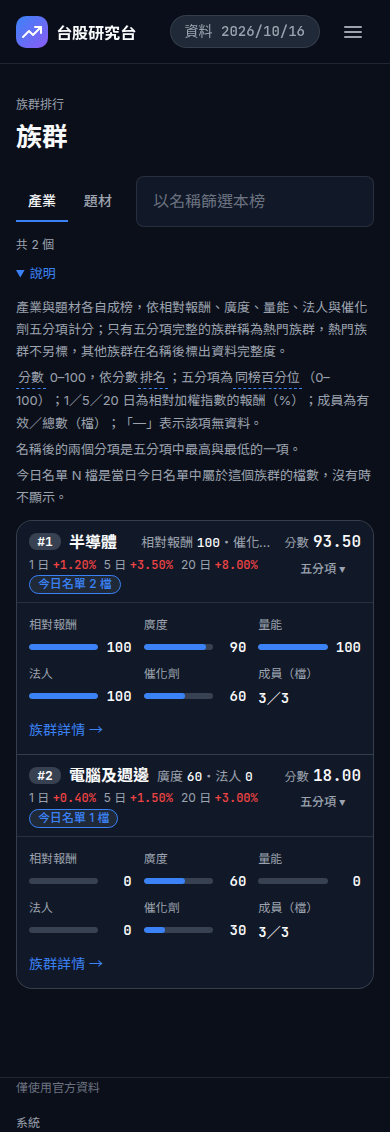 台股研究台
資料 2026/10/16
族群排行
族群
產業 題材 以名稱篩選本榜
共 2 個
▼ 說明
產業與題材各自成榜，依相對報酬、廣度、量能、法人與催化
劑五分項計分；只有五分項完整的族群稱為熱門族群，熱門族
群不另標，其他族群在名稱後標出資料完整度。
分數 0–100，依分數排名；五分項為同榜百分位（0–
100）；1／5／20 日為相對加權指數的報酬（%）；成員為有
效／總數（檔）；「—」表示該項無資料。
名稱後的兩個分項是五分項中最高與最低的一項。
今日名單 N 檔是當日今日名單中屬於這個族群的檔數，沒有時
不顯示。
#1 半導體 相對報酬 100・催化… 分數 93.50
1 日 +1.20% 5 日 +3.50% 20 日 +8.00% 五分項 ▾
今日名單 2 檔
相對報酬 廣度 量能
100 90 100
法人 催化劑 成員（檔）
100 60 3／3
族群詳情 →
#2 電腦及週邊 廣度 60・法人 0 分數 18.00
1 日 +0.40% 5 日 +1.50% 20 日 +3.00% 五分項 ▾
今日名單 1 檔
相對報酬 廣度 量能
0 60 0
法人 催化劑 成員（檔）
0 30 3／3
族群詳情 →
僅使用官方資料
系統